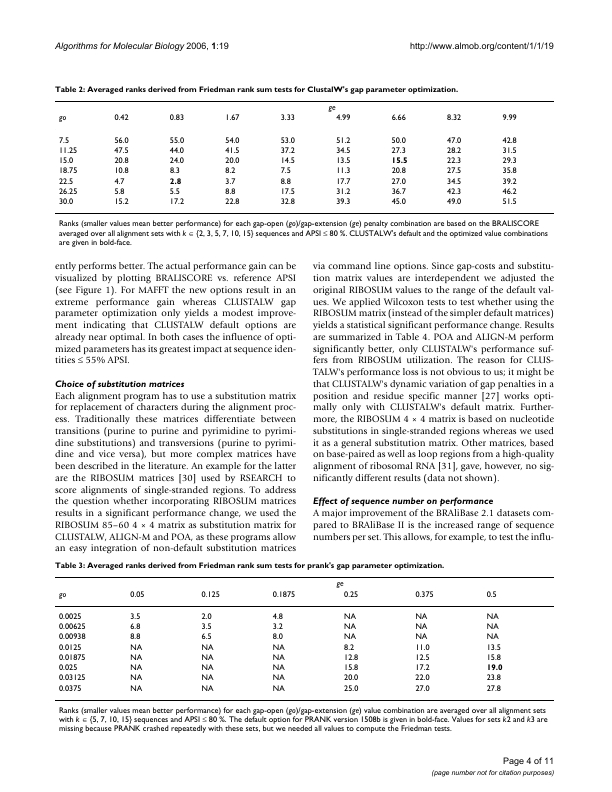 Algorithms for Molecular Biology 2006, 1:19
http://www.almob.org/content/1/1/19
Table 2: Averaged ranks derived from Friedman rank sum tests for ClustalW's gap parameter optimization.
ge
go 0.42 0.83 1.67 3.33 4.99 6.66 8.32 9.99
7.5 56.0 55.0 54.0 53.0 51.2 50.0 47.0 42.8
11.25 47.5 44.0 41.5 37.2 34.5 27.3 28.2 31.5
15.0 20.8 24.0 20.0 14.5 13.5 15.5 22.3 29.3
18.75 10.8 8.3 8.2 7.5 11.3 20.8 27.5 35.8
22.5 4.7 2.8 3.7 8.8 17.7 27.0 34.5 39.2
26.25 5.8 5.5 8.8 17.5 31.2 36.7 42.3 46.2
30.0 15.2 17.2 22.8 32.8 39.3 45.0 49.0 51.5
Ranks (smaller values mean better performance) for each gap-open (go)/gap-extension (ge) penalty combination are based on the BRALISCORE
averaged over all alignment sets with k ∈ {2, 3, 5, 7, 10, 15} sequences and APSI ≤ 80 %. CLUSTALW's default and the optimized value combinations
are given in bold-face.
ently performs better. The actual performance gain can be
visualized by plotting BRALISCORE vs. reference APSI
(see Figure 1). For MAFFT the new options result in an
extreme performance gain whereas CLUSTALW gap
parameter optimization only yields a modest improve-
ment indicating that CLUSTALW default options are
already near optimal. In both cases the influence of opti-
mized parameters has its greatest impact at sequence iden-
tities ≤ 55% APSI.
Choice of substitution matrices
Each alignment program has to use a substitution matrix
for replacement of characters during the alignment proc-
ess. Traditionally these matrices differentiate between
transitions (purine to purine and pyrimidine to pyrimi-
dine substitutions) and transversions (purine to pyrimi-
dine and vice versa), but more complex matrices have
been described in the literature. An example for the latter
are the RIBOSUM matrices [30] used by RSEARCH to
score alignments of single-stranded regions. To address
the question whether incorporating RIBOSUM matrices
results in a significant performance change, we used the
RIBOSUM 85–60 4 × 4 matrix as substitution matrix for
CLUSTALW, ALIGN-M and POA, as these programs allow
an easy integration of non-default substitution matrices
via command line options. Since gap-costs and substitu-
tion matrix values are interdependent we adjusted the
original RIBOSUM values to the range of the default val-
ues. We applied Wilcoxon tests to test whether using the
RIBOSUM matrix (instead of the simpler default matrices)
yields a statistical significant performance change. Results
are summarized in Table 4. POA and ALIGN-M perform
significantly better, only CLUSTALW's performance suf-
fers from RIBOSUM utilization. The reason for CLUS-
TALW's performance loss is not obvious to us; it might be
that CLUSTALW's dynamic variation of gap penalties in a
position and residue specific manner [27] works opti-
mally only with CLUSTALW's default matrix. Further-
more, the RIBOSUM 4 × 4 matrix is based on nucleotide
substitutions in single-stranded regions whereas we used
it as a general substitution matrix. Other matrices, based
on base-paired as well as loop regions from a high-quality
alignment of ribosomal RNA [31], gave, however, no sig-
nificantly different results (data not shown).
Effect of sequence number on performance
A major improvement of the BRAliBase 2.1 datasets com-
pared to BRAliBase II is the increased range of sequence
numbers per set. This allows, for example, to test the influ-
Table 3: Averaged ranks derived from Friedman rank sum tests for prank's gap parameter optimization.
ge
go 0.05 0.125 0.1875 0.25 0.375 0.5
0.0025 3.5 2.0 4.8 NA NA NA
0.00625 6.8 3.5 3.2 NA NA NA
0.00938 8.8 6.5 8.0 NA NA NA
0.0125 NA NA NA 8.2 11.0 13.5
0.01875 NA NA NA 12.8 12.5 15.8
0.025 NA NA NA 15.8 17.2 19.0
0.03125 NA NA NA 20.0 22.0 23.8
0.0375 NA NA NA 25.0 27.0 27.8
Ranks (smaller values mean better performance) for each gap-open (go)/gap-extension (ge) value combination are averaged over all alignment sets
with k ∈ {5, 7, 10, 15} sequences and APSI ≤ 80 %. The default option for PRANK version 1508b is given in bold-face. Values for sets k2 and k3 are
missing because PRANK crashed repeatedly with these sets, but we needed all values to compute the Friedman tests.
Page 4 of 11
(page number not for citation purposes)